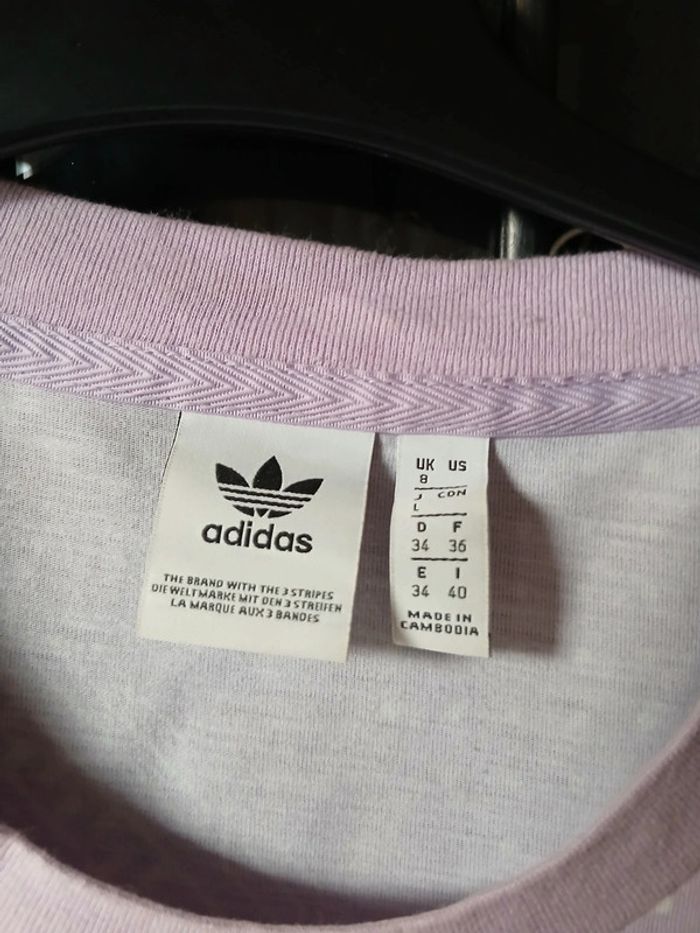 adidas
THE BRAND WITH THE 3 STRIPES
DIE WELTMARKE MIT DEN 3 STREIFEN
LA MARQUE AUX 3 BANDES
UK US
8
J CDN
L
D F
34 36
E I
34 40
MADE IN
CAMBODIA